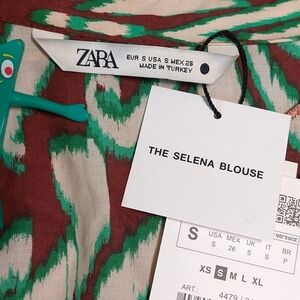 ZARA
EUR S USA S MEX 26
MADE IN TURKEY
THE SELENA BLOUSE
S
USA MEX UK IT BR
S 26 S S P
XS S M L XL
ART.: